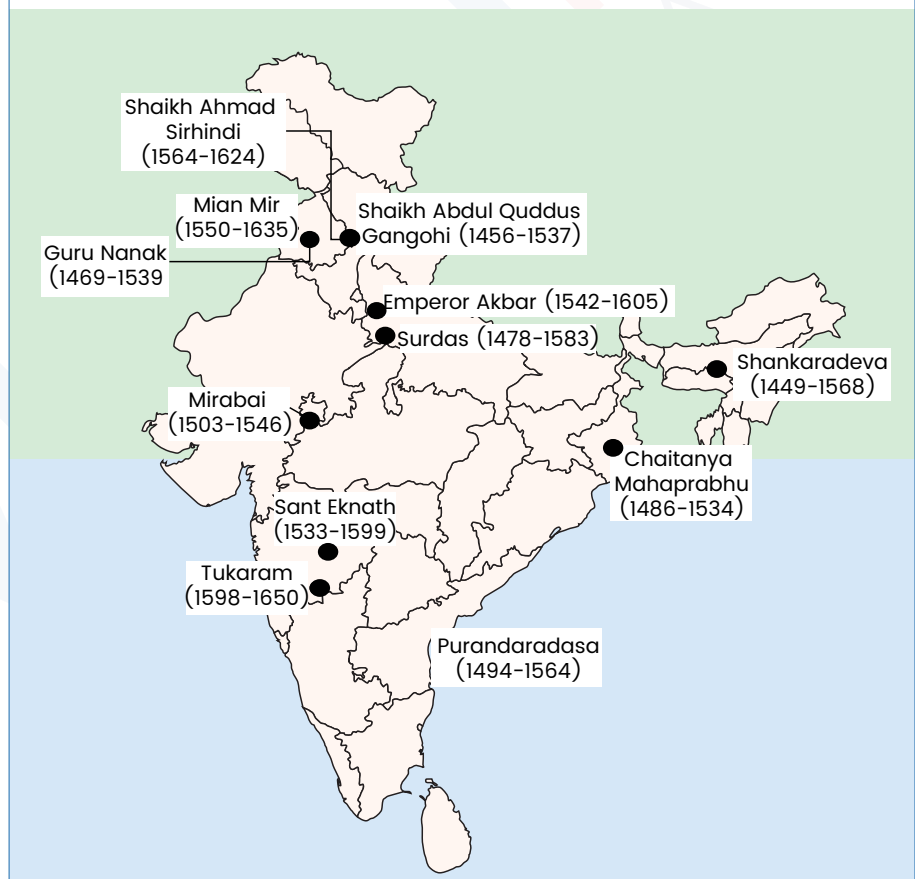 Shaikh Ahmad
Sirhindi
(1564-1624)
Mian Mir
(1550-1635)
Shaikh Abdul Quddus
Gangohi (1456-1537)
Guru Nanak
(1469-1539
Emperor Akbar (1542-1605)
Surdas (1478-1583)
Shankaradeva
(1449-1568)
Mirabai
(1503-1546)
Chaitanya
Mahaprabhu
(1486-1534)
Sant Eknath
(1533-1599)
Tukaram
(1598-1650)
Purandaradasa
(1494-1564)